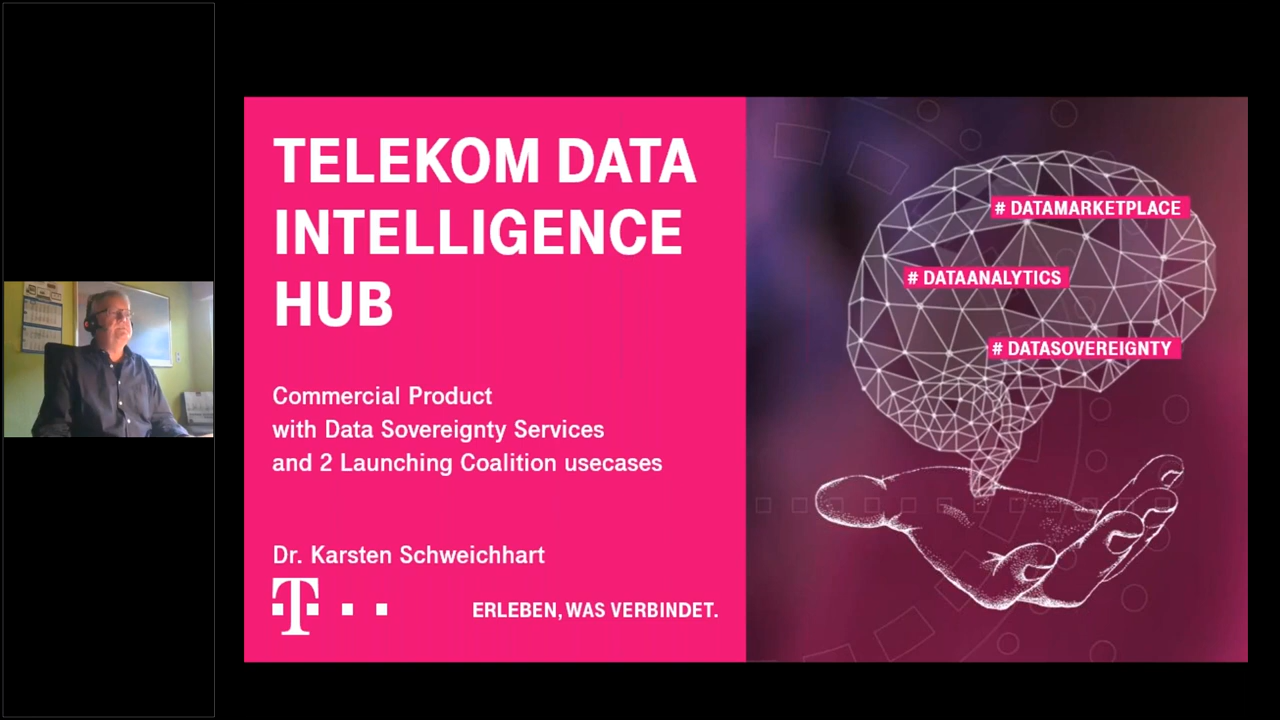 TELEKOM DATA
INTELLIGENCE
HUB
Commercial Product
with Data Sovereignty Services
and 2 Launching Coalition usecases
Dr. Karsten Schweichhart
T
ERLEBEN, WAS VERBINDET.
# DATAMARKETPLACE
# DATAANALYTICS
# DATASOVEREIGNTY